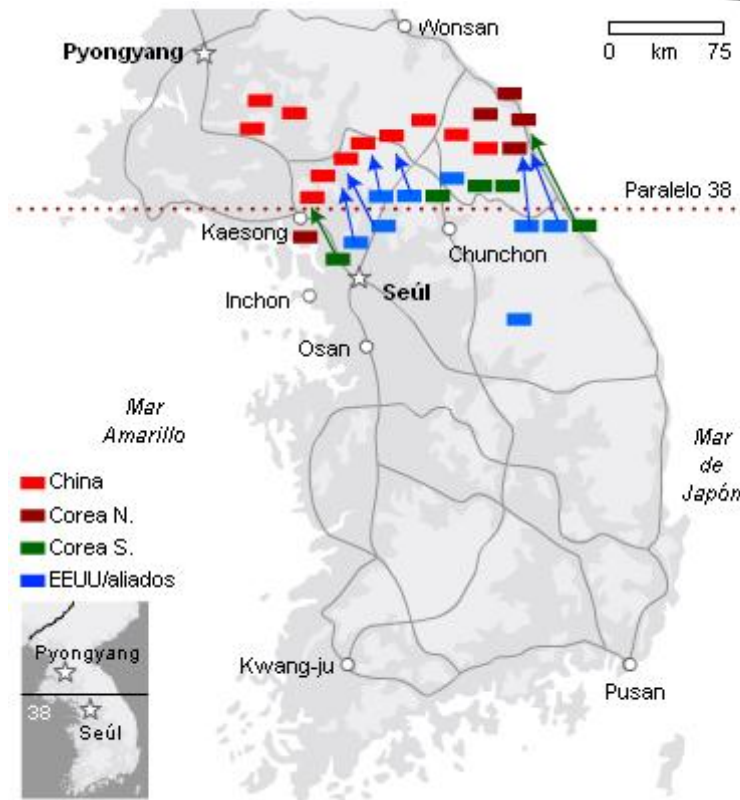 Wonsan
Pyongyang
0 km 75
Paralelo 38
Kaesong
Chunchon
Seúl
Inchon
Osan
Mar
Amarillo
Mar
de
Japón
China
Corea N.
Corea S.
EEUU/aliados
Pyongyang
38
Seúl
Kwang-ju
Pusan